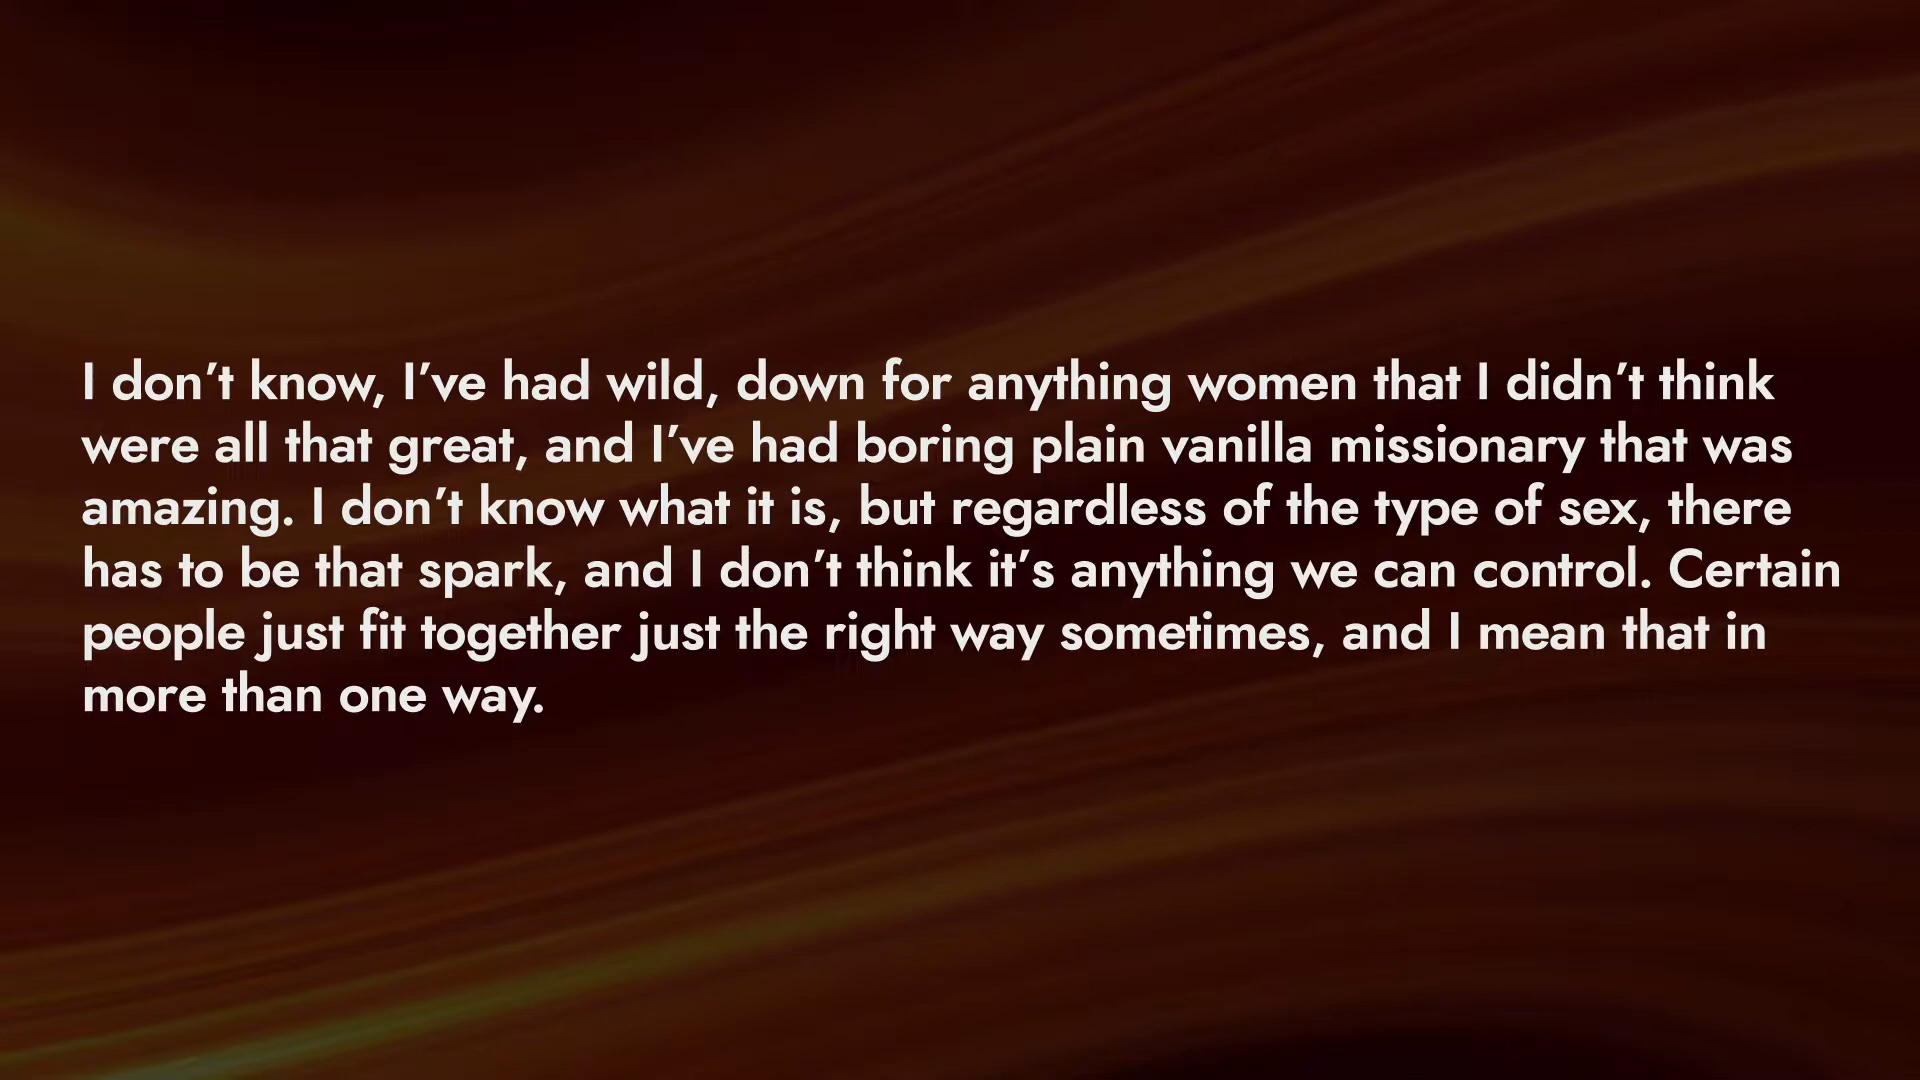 I don’t know, I’ve had wild, down for anything women that I didn’t think
were all that great, and I’ve had boring plain vanilla missionary that was
amazing. I don’t know what it is, but regardless of the type of sex, there
has to be that spark, and I don’t think it’s anything we can control. Certain
people just fit together just the right way sometimes, and I mean that in
more than one way.